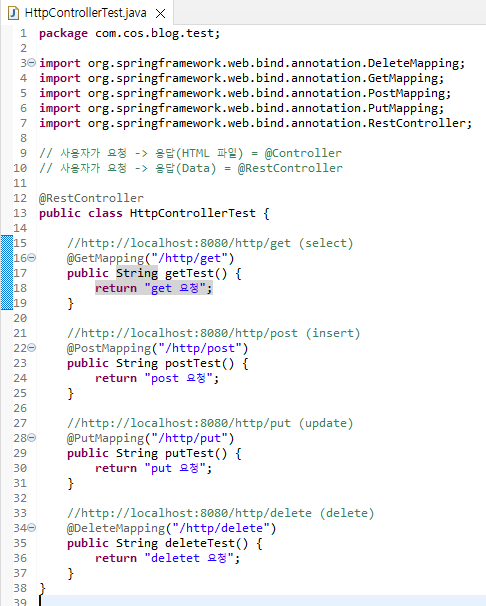 HttpControllerTest.java
1 package com.cos.blog.test;
2
3 import org.springframework.web.bind.annotation.DeleteMapping;
4 import org.springframework.web.bind.annotation.GetMapping;
5 import org.springframework.web.bind.annotation.PostMapping;
6 import org.springframework.web.bind.annotation.PutMapping;
7 import org.springframework.web.bind.annotation.RestController;
8
9 // 사용자가 요청 -> 응답(HTML 파일) = @Controller
10 // 사용자가 요청 -> 응답(Data) = @RestController
11
12 @RestController
13 public class HttpControllerTest {
14
15 //http://localhost:8080/http/get (select)
16 @GetMapping("/http/get")
17 public String getTest() {
18 return "get 요청";
19 }
20
21 //http://localhost:8080/http/post (insert)
22 @PostMapping("/http/post")
23 public String postTest() {
24 return "post 요청";
25 }
26
27 //http://localhost:8080/http/put (update)
28 @PutMapping("/http/put")
29 public String putTest() {
30 return "put 요청";
31 }
32
33 //http://localhost:8080/http/delete (delete)
34 @DeleteMapping("/http/delete")
35 public String deleteTest() {
36 return "deletet 요청";
37 }
38 }
39